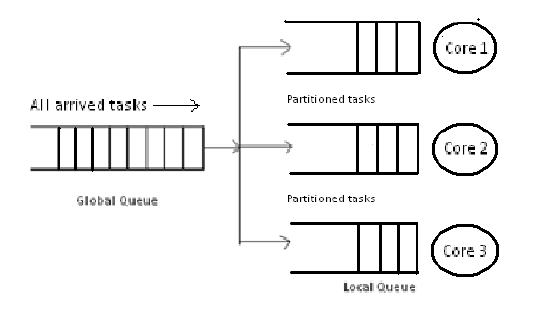 Core 1
All arrived tasks
Partitioned tasks
Core 2
Global Queue
Partitioned tasks
Core 3
Local Queue